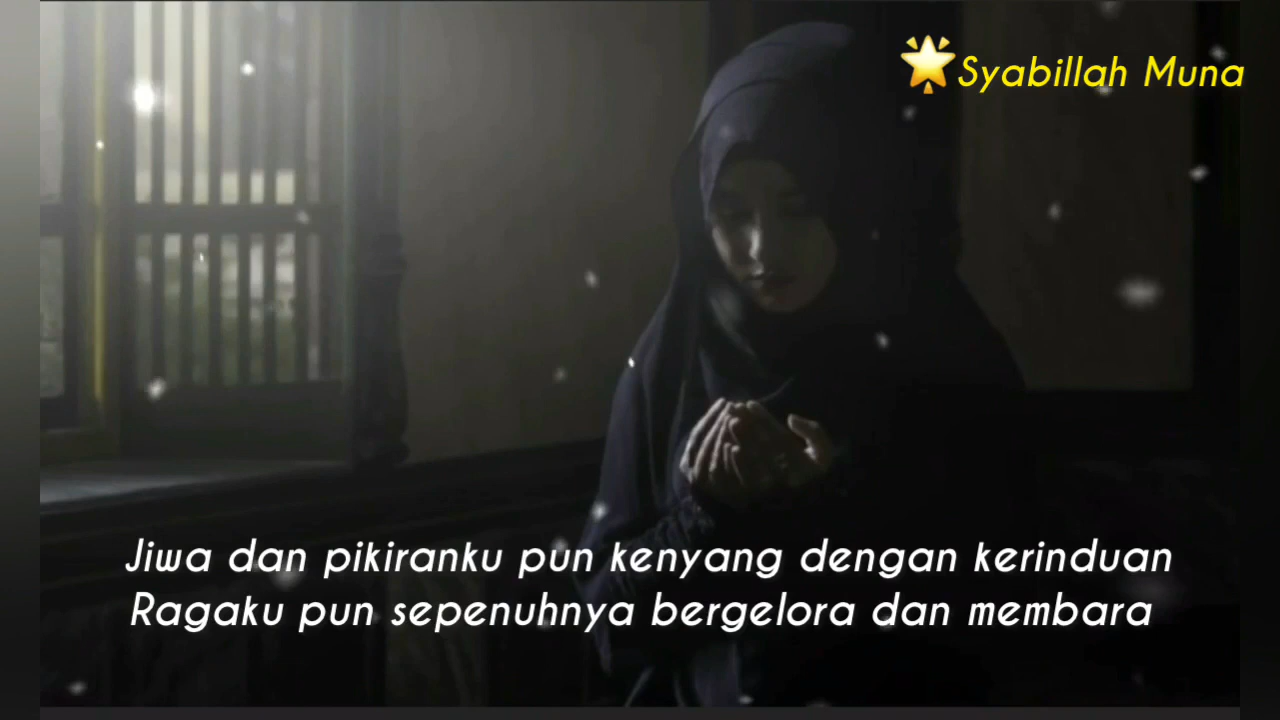 🌟Syabillah Muna
Jiwa dan pikiranku pun kenyang dengan kerinduan
Ragaku pun sepenuhnya bergelora dan membara